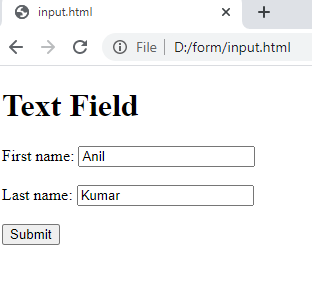 input.html
File | D:/form/input.html
Text Field
First name: Anil
Last name: Kumar
Submit